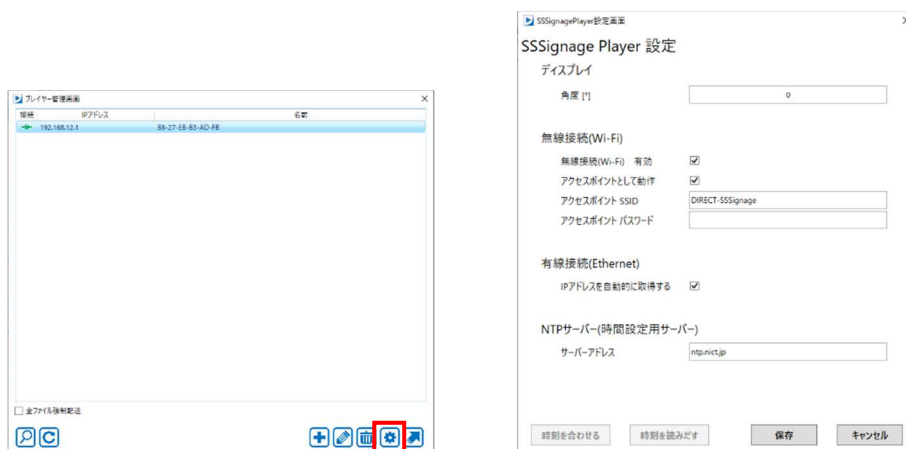 プレイヤー管理画面
接続 IPアドレス 名前
192.168.12.1 B8-27-EB-B3-AD-FB
全ファイル強制転送
SSSignagePlayer設定画面
SSSignage Player 設定
ディスプレイ
角度 [°] 0
無線接続(Wi-Fi)
無線接続(Wi-Fi) 有効
アクセスポイントとして動作
アクセスポイント SSID DIRECT-SSSignage
アクセスポイント パスワード
有線接続(Ethernet)
IPアドレスを自動的に取得する
NTPサーバー(時間設定用サーバー)
サーバーアドレス ntp.nict.jp
時刻を合わせる 時刻を読みだす 保存 キャンセル